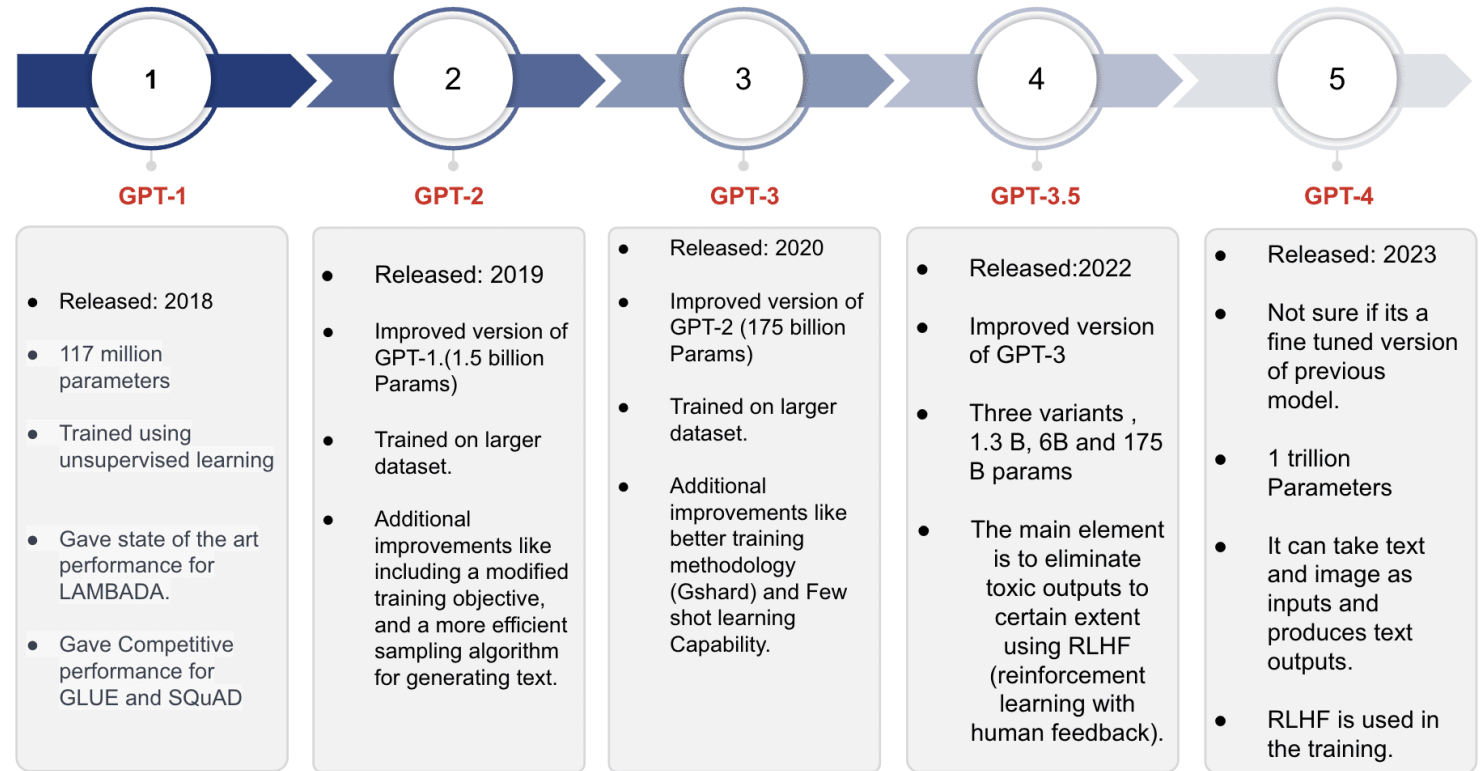 1
2
3
4
5
GPT-1
GPT-2
GPT-3
GPT-3.5
GPT-4
● Released: 2018
● 117 million
parameters
● Trained using
unsupervised learning
● Gave state of the art
performance for
LAMBADA.
● Gave Competitive
performance for
GLUE and SQuAD
● Released: 2019
● Improved version of
GPT-1.(1.5 billion
Params)
● Trained on larger
dataset.
● Additional
improvements like
including a modified
training objective,
and a more efficient
sampling algorithm
for generating text.
● Released: 2020
● Improved version of
GPT-2 (175 billion
Params)
● Trained on larger
dataset.
● Additional
improvements like
better training
methodology
(Gshard) and Few
shot learning
Capability.
● Released:2022
● Improved version
of GPT-3
● Three variants ,
1.3 B, 6B and 175
B params
● The main element
is to eliminate
toxic outputs to
certain extent
using RLHF
(reinforcement
learning with
human feedback).
● Released: 2023
● Not sure if its a
fine tuned version
of previous
model.
● 1 trillion
Parameters
● It can take text
and image as
inputs and
produces text
outputs.
● RLHF is used in
the training.